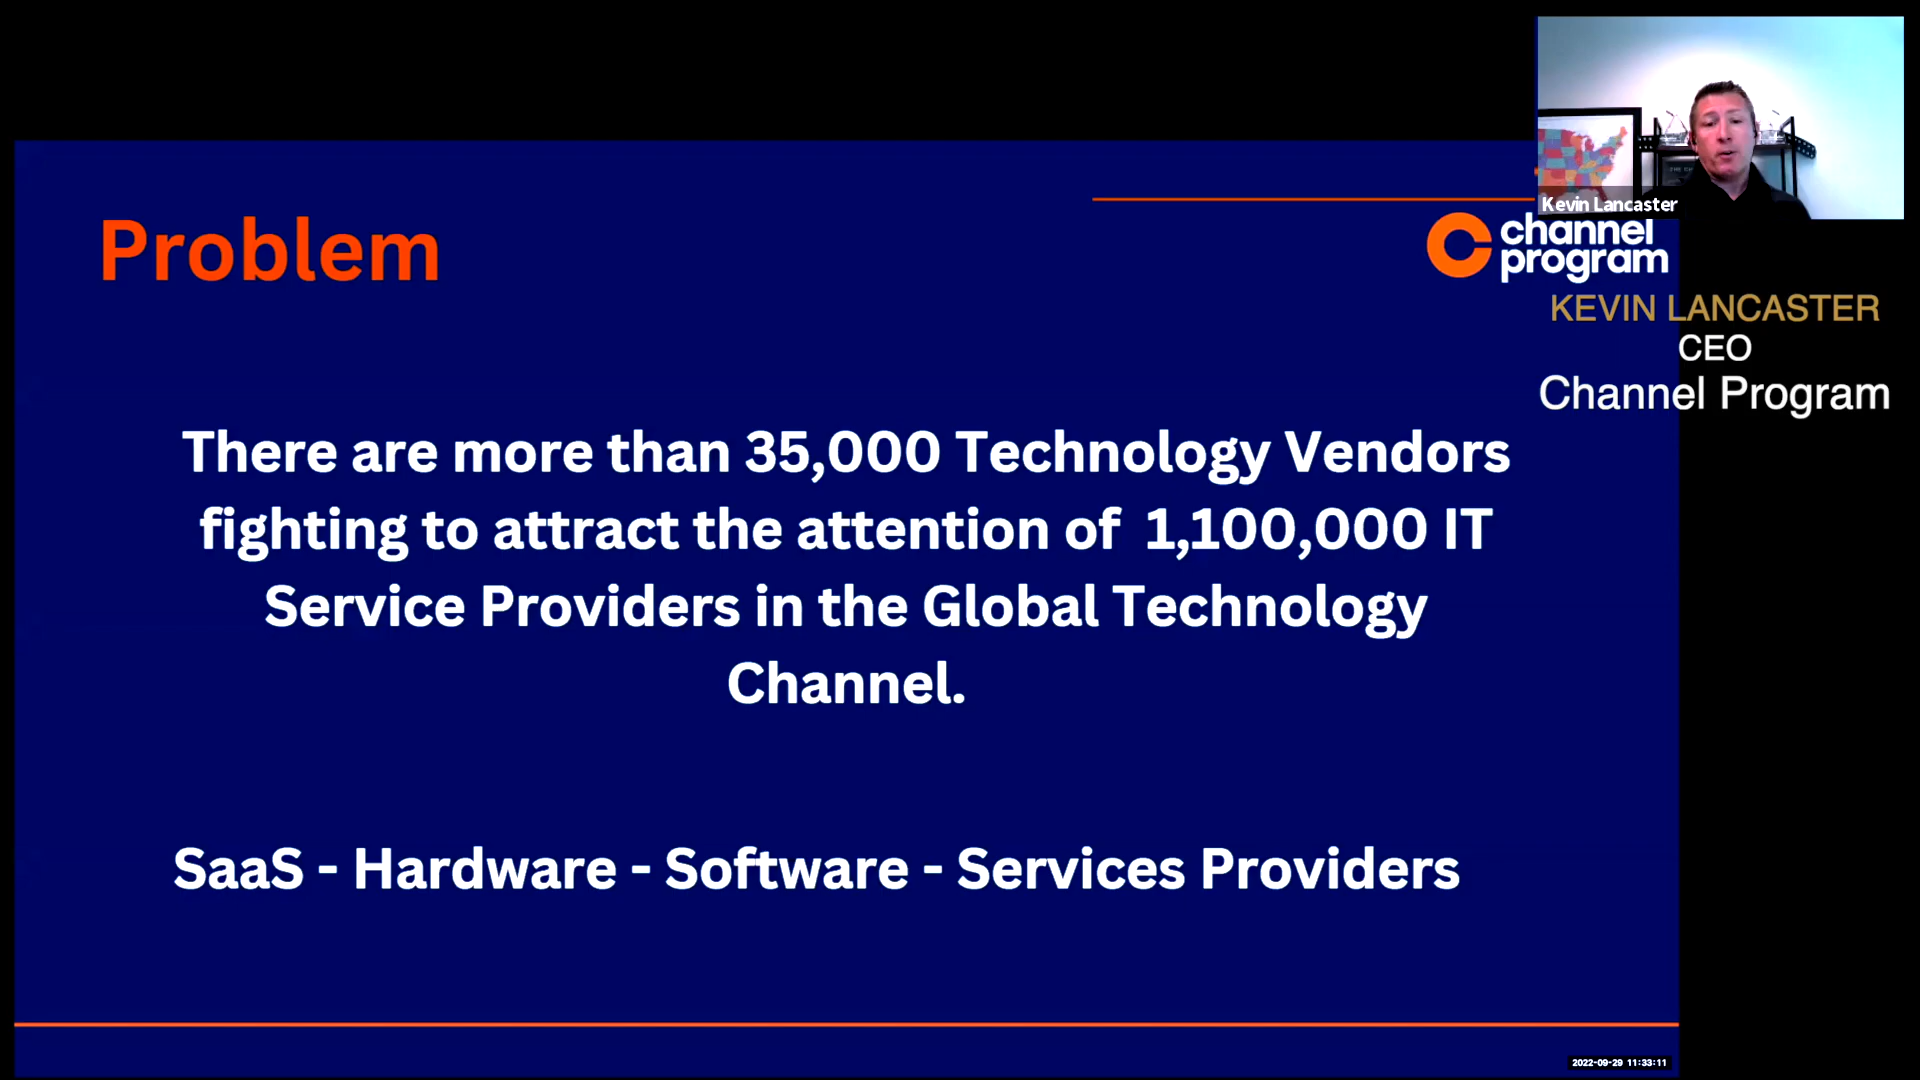 Kevin Lancaster
Problem
channel
program
KEVIN LANCASTER
CEO
Channel Program
There are more than 35,000 Technology Vendors
fighting to attract the attention of 1,100,000 IT
Service Providers in the Global Technology
Channel.
SaaS - Hardware - Software - Services Providers
2022-09-29 11:33:11